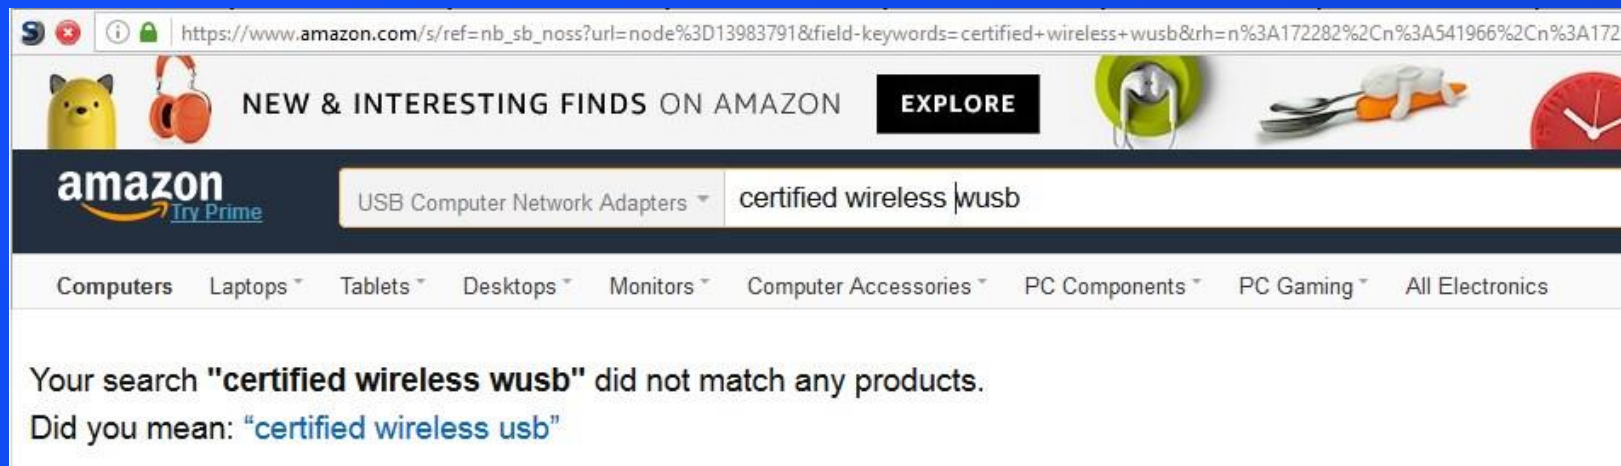 https://www.amazon.com/s/ref=nb_sb_noss?url=node%3D13983791&field-keywords=certified+wireless+wusb&rh=n%3A172282%2Cn%3A541966%2Cn%3A172
NEW & INTERESTING FINDS ON AMAZON EXPLORE
amazon
Try Prime
USB Computer Network Adapters certified wireless wusb
Computers Laptops Tablets Desktops Monitors Computer Accessories PC Components PC Gaming All Electronics
Your search "certified wireless wusb" did not match any products.
Did you mean: “certified wireless usb”